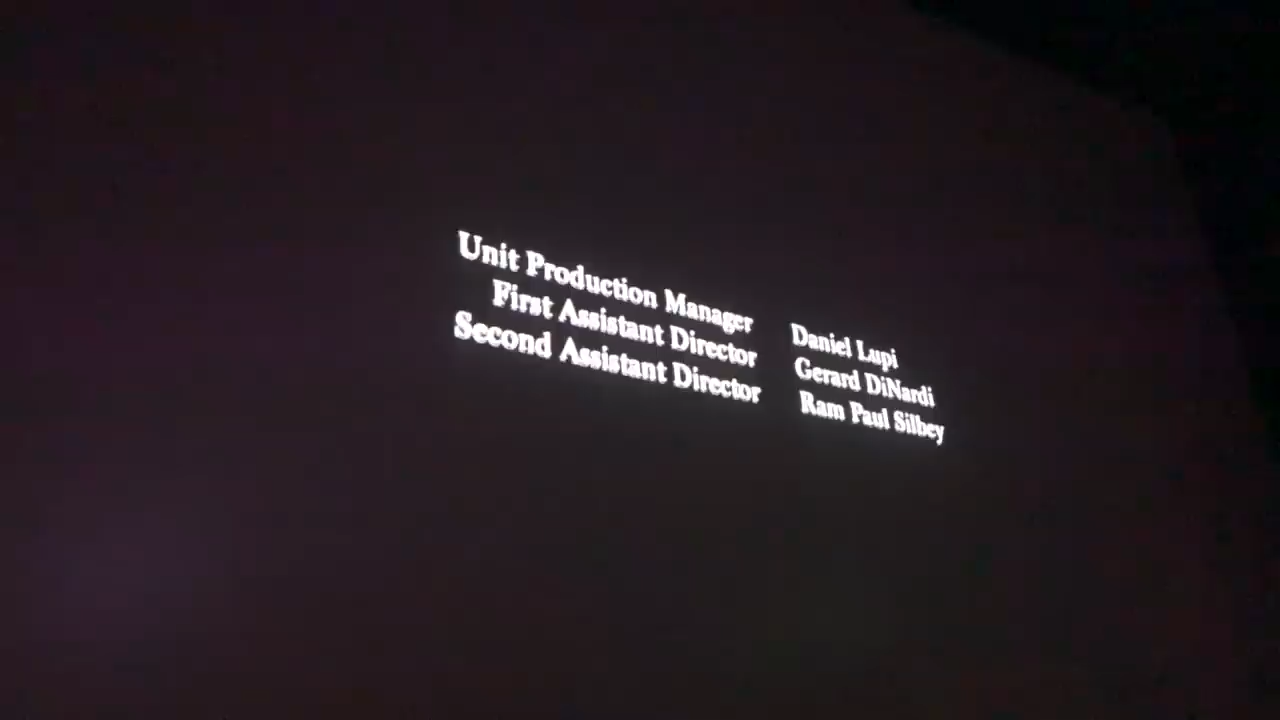 Unit Production Manager Daniel Lupi
First Assistant Director Gerard DiNardi
Second Assistant Director Ram Paul Silbey